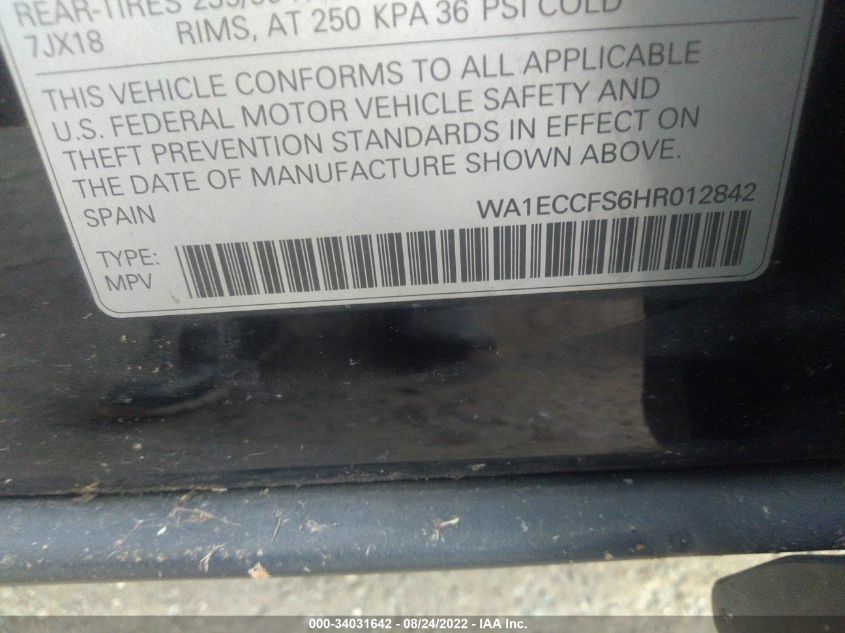 REAR-TIRES
7JX18 RIMS, AT 250 KPA 36 PSI COLD
THIS VEHICLE CONFORMS TO ALL APPLICABLE
U.S. FEDERAL MOTOR VEHICLE SAFETY AND
THEFT PREVENTION STANDARDS IN EFFECT ON
THE DATE OF MANUFACTURE SHOWN ABOVE.
SPAIN WA1ECCFS6HR012842
TYPE:
MPV
000-34031642 - 08/24/2022 - IAA Inc.